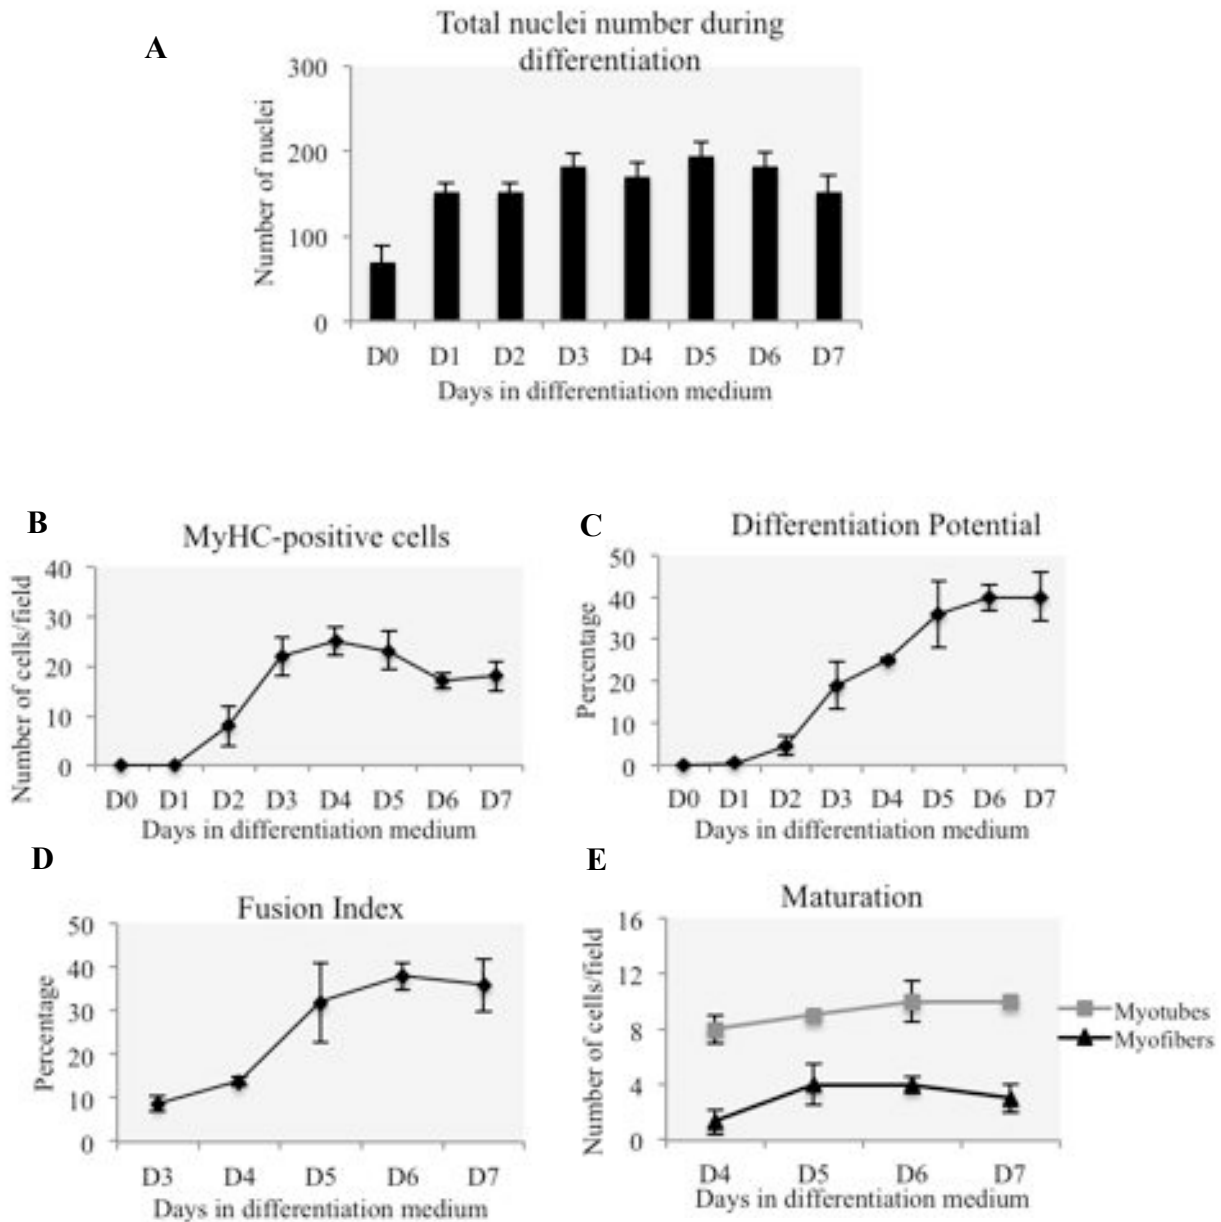 A
Total nuclei number during
differentiation
300
200
100
0
Number of nuclei
D0 D1 D2 D3 D4 D5 D6 D7
Days in differentiation medium
B
MyHC-positive cells
40
30
20
10
0
Number of cells/field
D0 D1 D2 D3 D4 D5 D6 D7
Days in differentiation medium
C
Differentiation Potential
50
40
30
20
10
0
Percentage
D0 D1 D2 D3 D4 D5 D6 D7
Days in differentiation medium
D
Fusion Index
50
40
30
20
10
0
Percentage
D3 D4 D5 D6 D7
Days in differentiation medium
E
Maturation
16
12
8
4
0
Number of cells/field
D4 D5 D6 D7
Days in differentiation medium
Myotubes
Myofibers